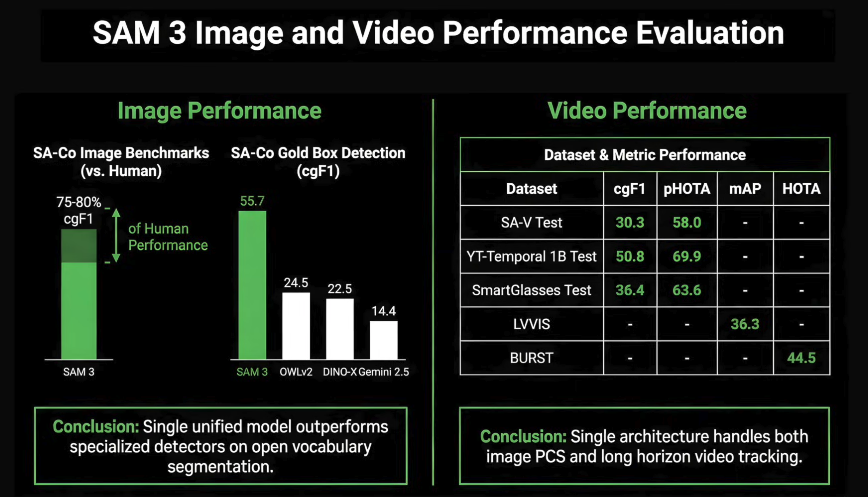 SAM 3 Image and Video Performance Evaluation
Image Performance
SA-Co Image Benchmarks
(vs. Human)
75-80%
cgF1
of Human
Performance
SAM 3
SA-Co Gold Box Detection
(cgF1)
55.7
24.5
22.5
14.4
SAM 3 OWLv2 DINO-X Gemini 2.5
Conclusion: Single unified model outperforms
specialized detectors on open vocabulary
segmentation.
Video Performance
Dataset & Metric Performance
Dataset cgF1 pHOTA mAP HOTA
SA-V Test 30.3 58.0 - -
YT-Temporal 1B Test 50.8 69.9 - -
SmartGlasses Test 36.4 63.6 - -
LVVIS - - 36.3 -
BURST - - - 44.5
Conclusion: Single architecture handles both
image PCS and long horizon video tracking.